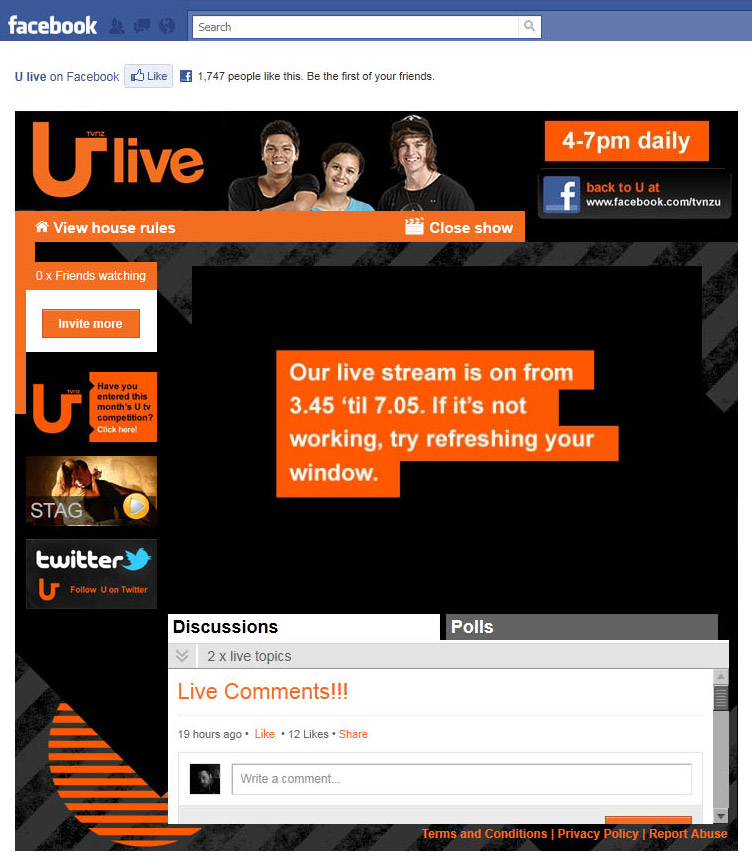 facebook
Search
U live on Facebook Like 1,747 people like this. Be the first of your friends.
U live
TVNZ
4-7pm daily
back to U at
www.facebook.com/tvnzu
View house rules
Close show
0 x Friends watching
Invite more
U
TVNZ
Have you
entered this
month's U tv
competition?
Click here!
STAG
twitter
U Follow U on Twitter
Our live stream is on from
3.45 ‘til 7.05. If it’s not
working, try refreshing your
window.
Discussions
Polls
2 x live topics
Live Comments!!!
19 hours ago • Like • 12 Likes • Share
Write a comment...
Terms and Conditions | Privacy Policy | Report Abuse